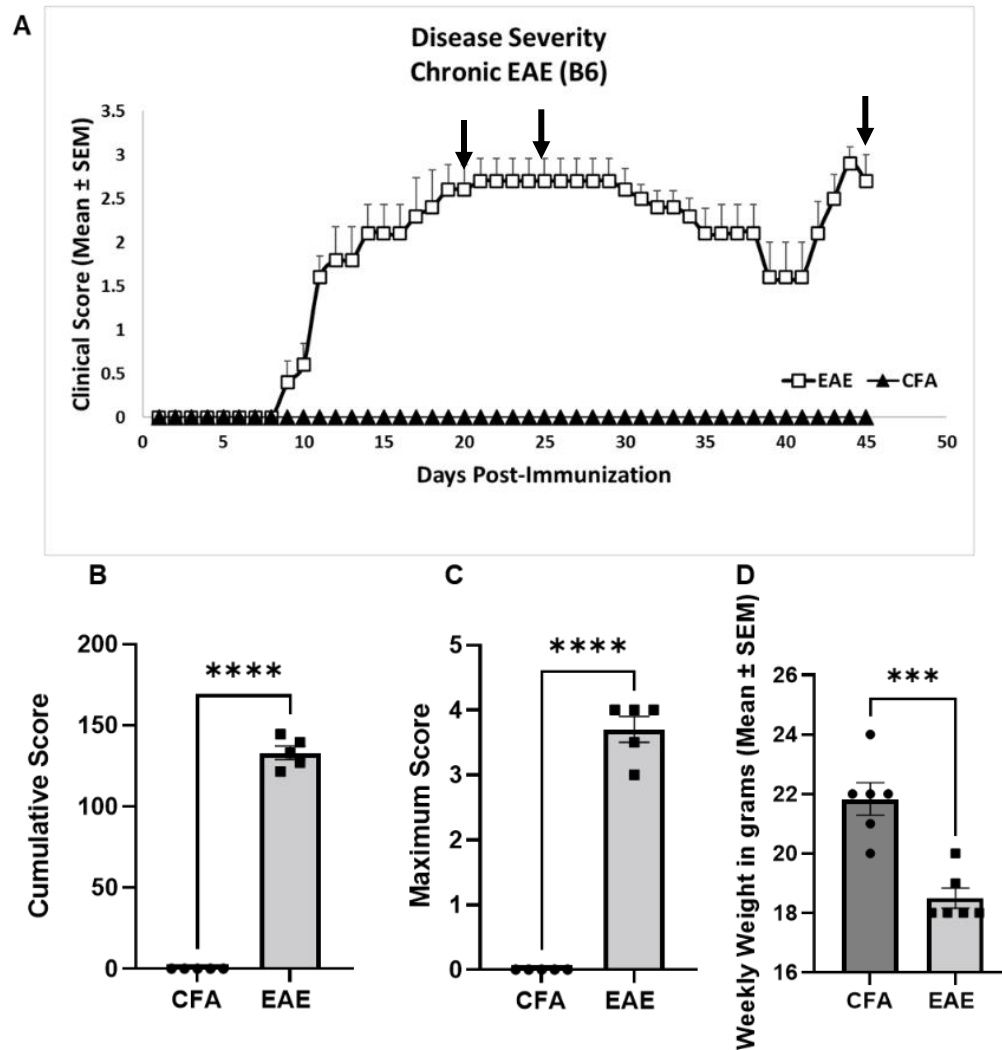 A
Disease Severity
Chronic EAE (B6)
Clinical Score (Mean ± SEM)
3.5
3
2.5
2
1.5
1
0.5
0
0 5 10 15 20 25 30 35 40 45 50
EAE CFA
Days Post-Immunization
B
Cumulative Score
200
150
100
50
0
****
CFA EAE
C
Maximum Score
5
4
3
2
1
0
****
CFA EAE
D
Weekly Weight in grams (Mean ± SEM)
26
24
22
20
18
16
***
CFA EAE